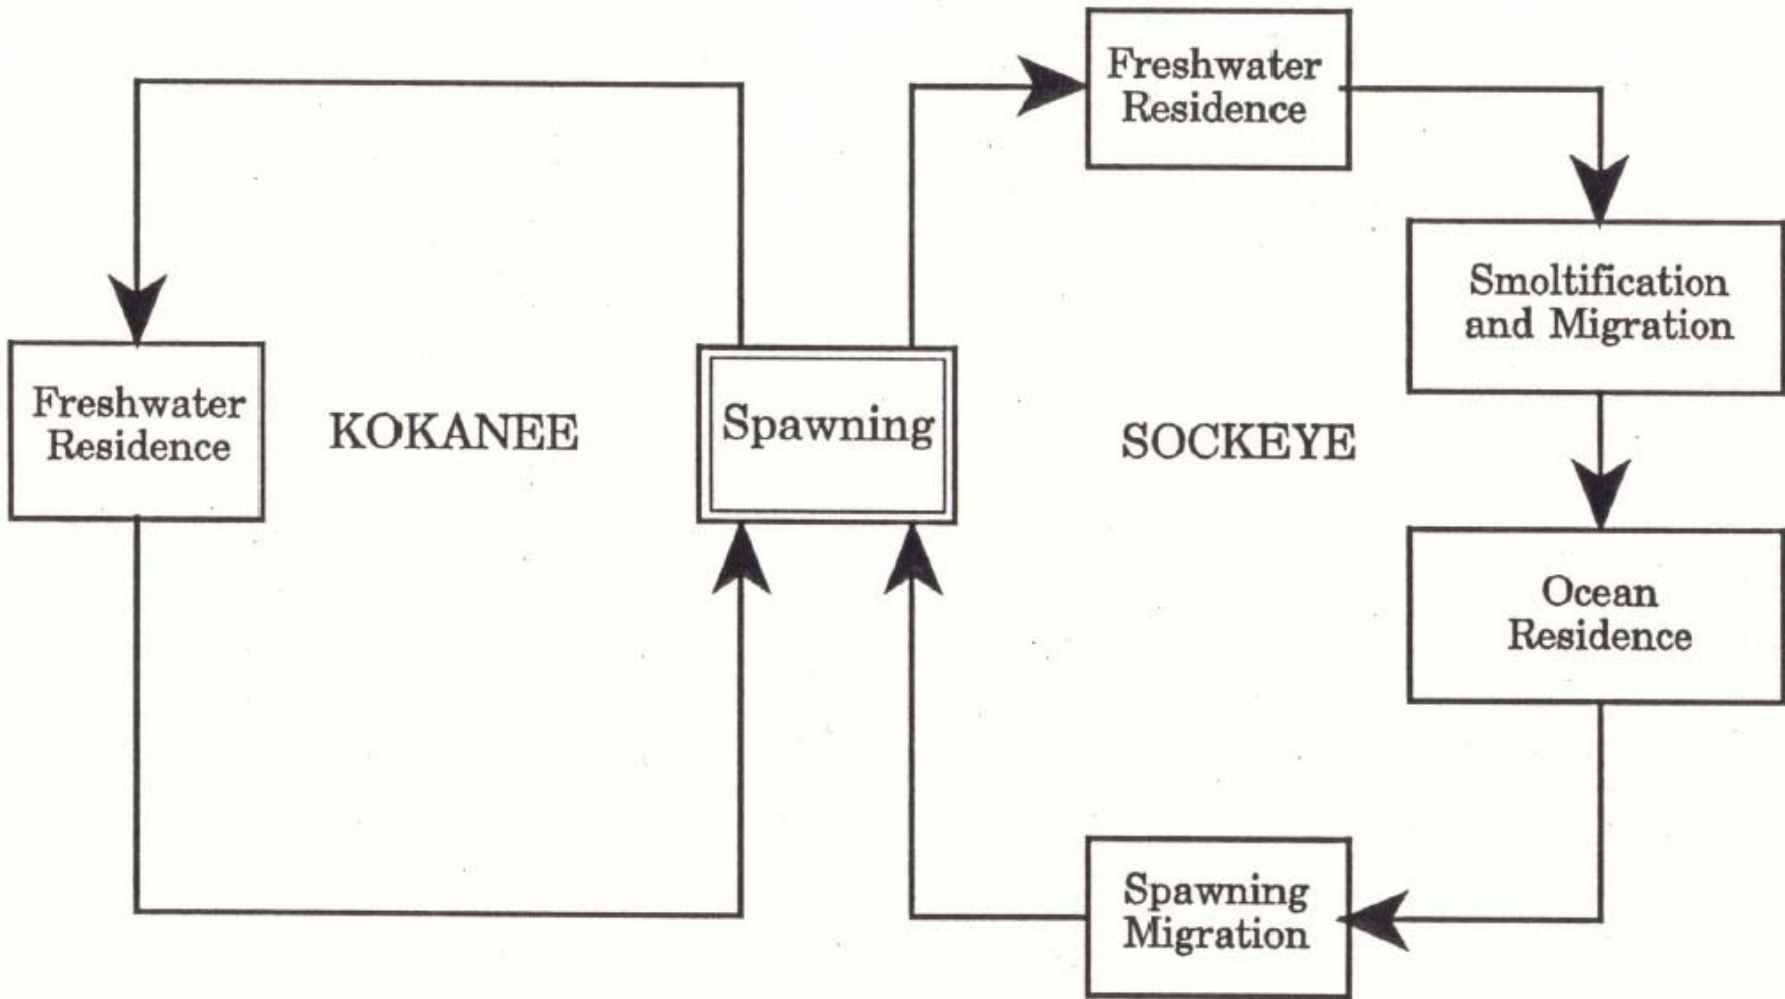 Freshwater
Residence
Smoltification
and Migration
Freshwater
Residence
KOKANEE
Spawning
SOCKEYE
Ocean
Residence
Spawning
Migration